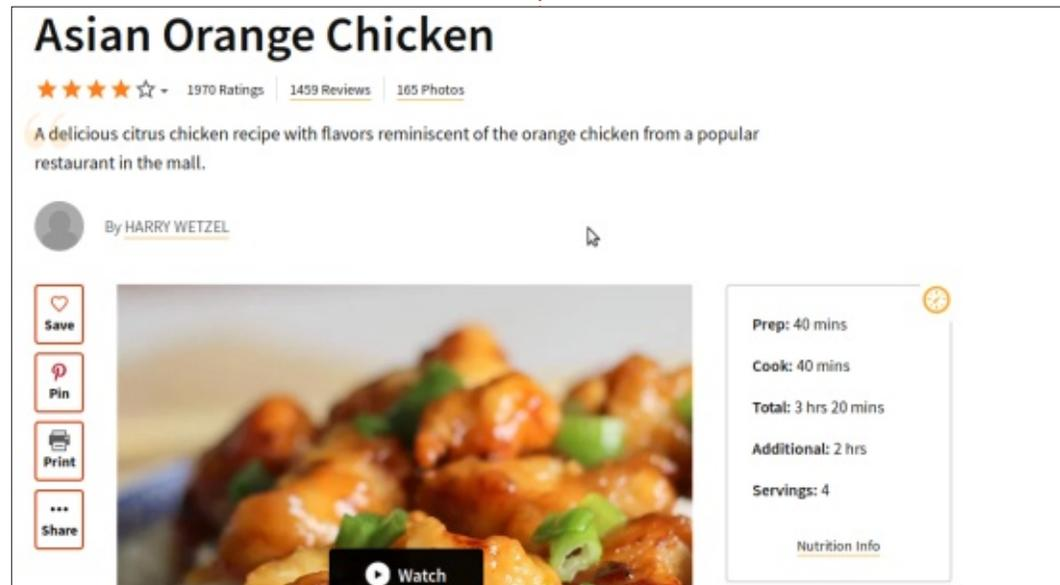 Asian Orange Chicken
1970 Ratings 1459 Reviews 165 Photos
A delicious citrus chicken recipe with flavors reminiscent of the orange chicken from a popular
restaurant in the mall.
By HARRY WETZEL
Save
Pin
Print
Share
Watch
Prep: 40 mins
Cook: 40 mins
Total: 3 hrs 20 mins
Additional: 2 hrs
Servings: 4
Nutrition Info